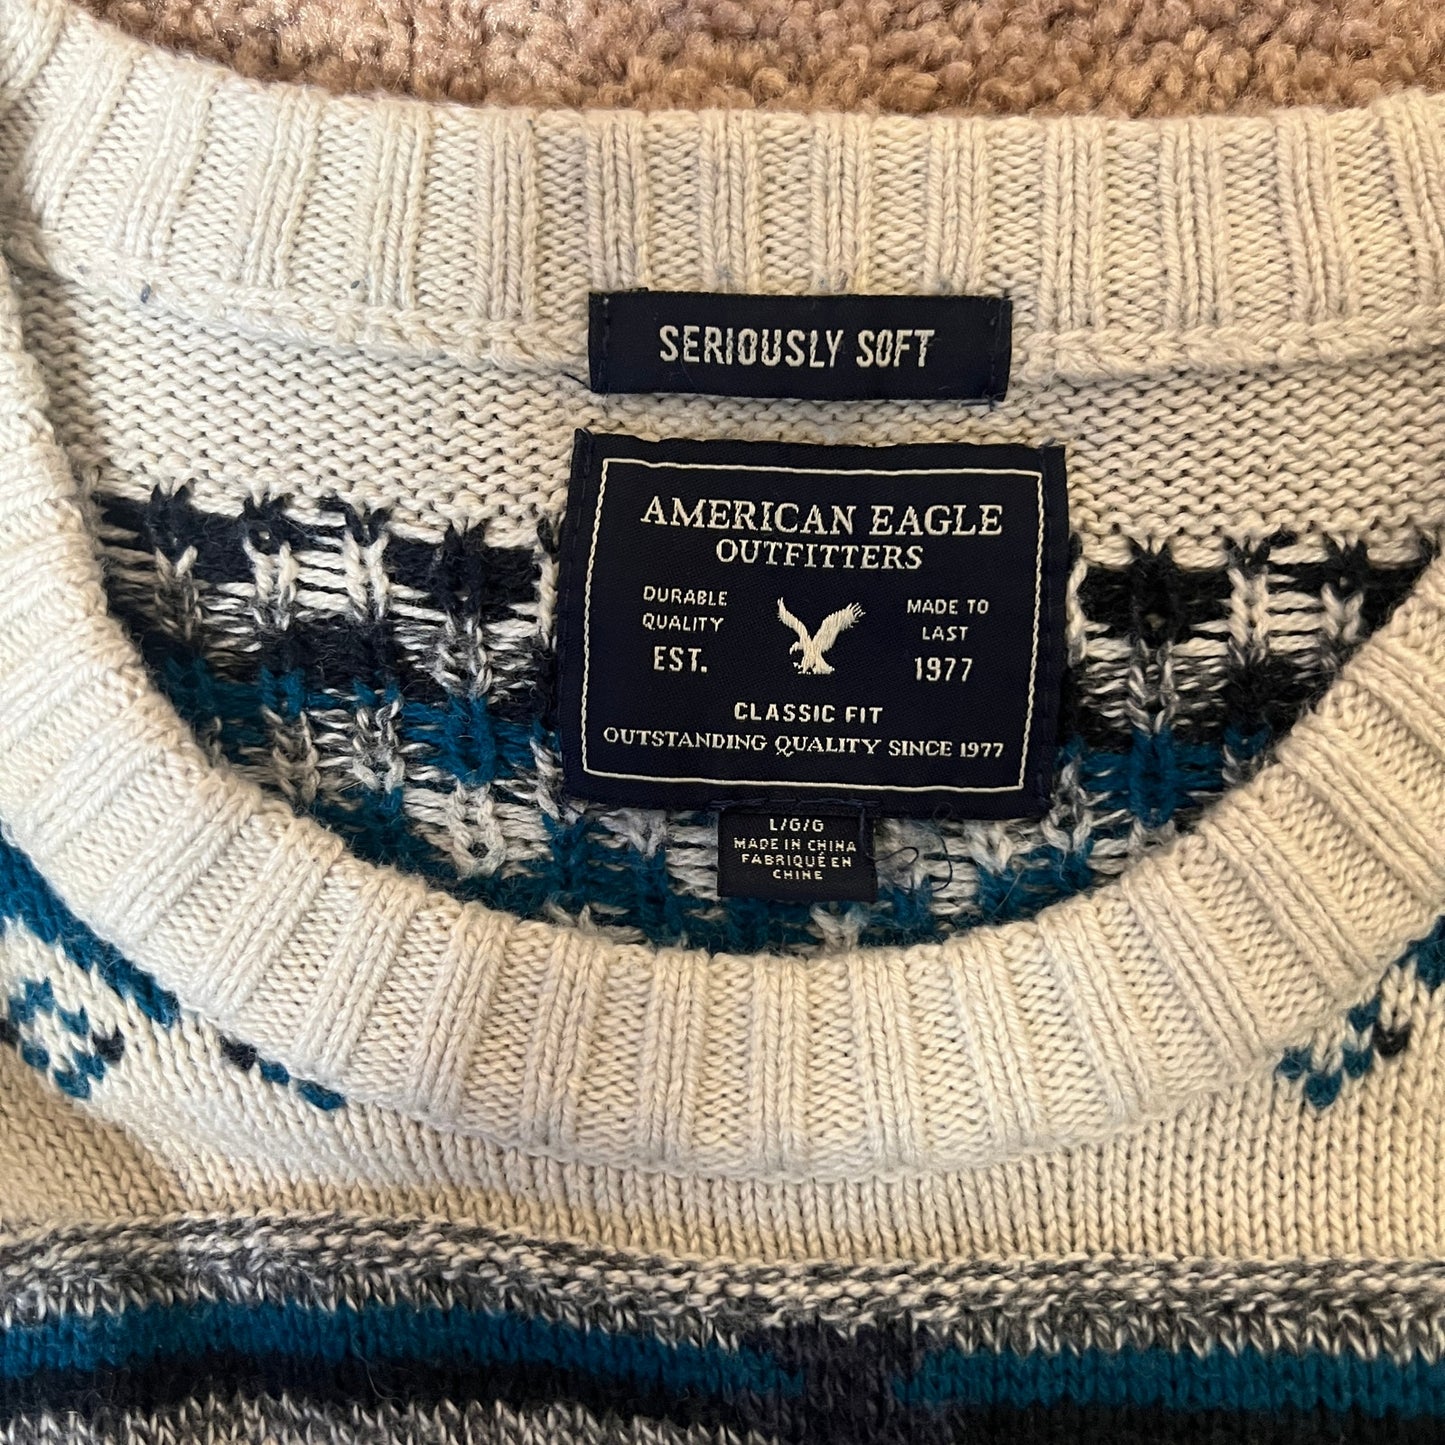 SERIOUSLY SOFT
AMERICAN EAGLE
OUTFITTERS
DURABLE
QUALITY
EST.
MADE TO
LAST
1977
CLASSIC FIT
OUTSTANDING QUALITY SINCE 1977
L/G/G
MADE IN CHINA
FABRIQUÉ EN
CHINE